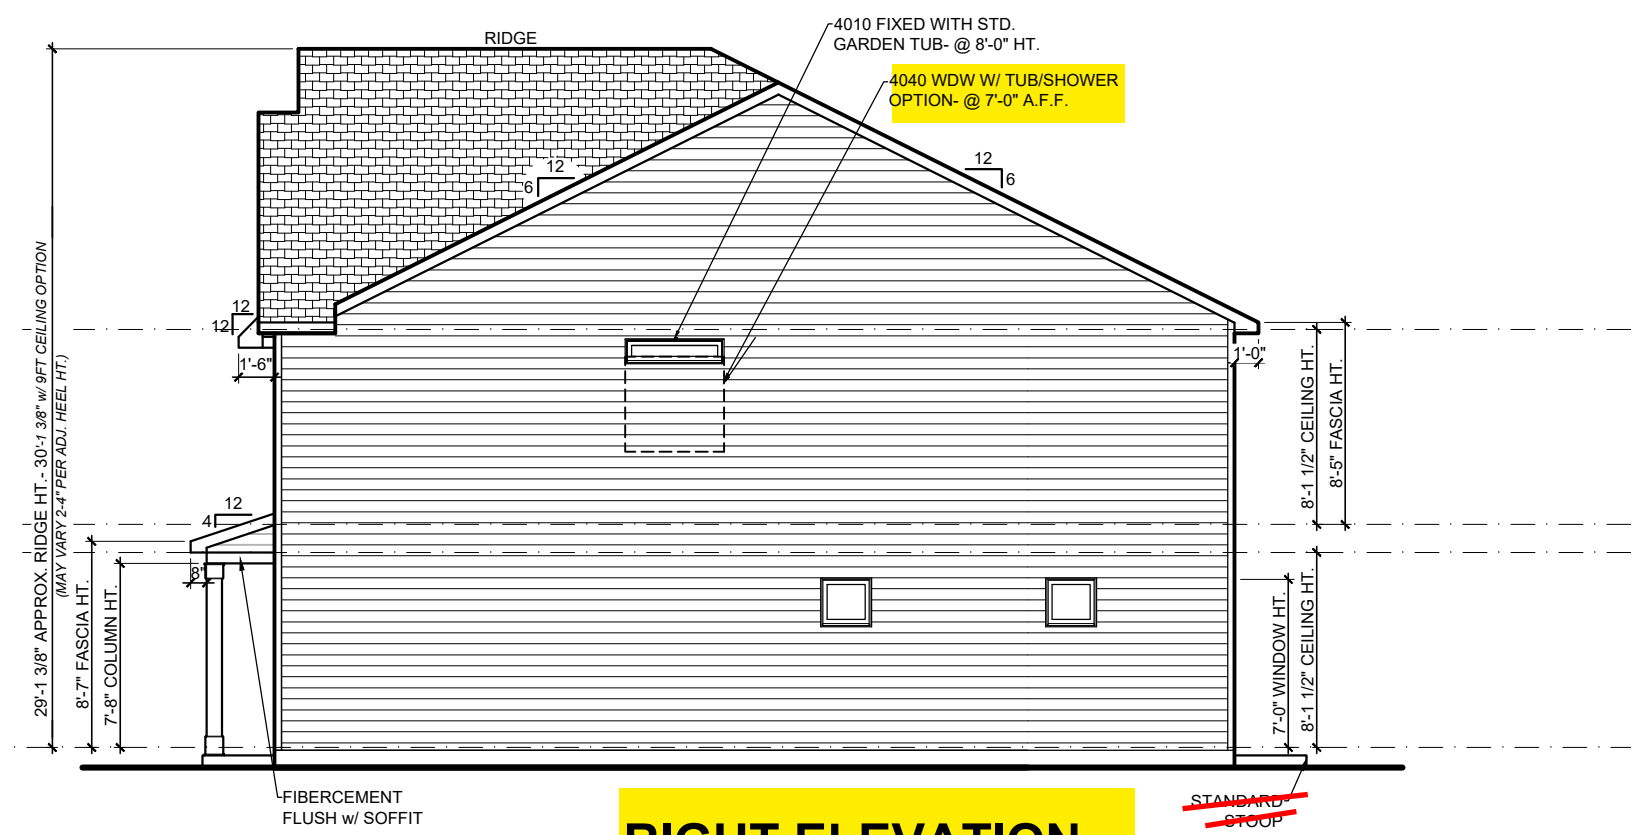 RIDGE
4010 FIXED WITH STD.
GARDEN TUB- @ 8'-0" HT.
4040 WDW W/ TUB/SHOWER
OPTION- @ 7'-0" A.F.F.
12
6
12
6
12
12
1'-6"
1'-0"
12
4
8"
29'-1 3/8" APPROX. RIDGE HT.- 30'-1 3/8" w/ 9FT CEILING OPTION
(MAY VARY 2-4" PER ADJ. HEEL HT.)
8'-7" FASCIA HT.
7'-8" COLUMN HT.
8'-1 1/2" CEILING HT.
8'-5" FASCIA HT.
7'-0" WINDOW HT.
8'-1 1/2" CEILING HT.
FIBERCEMENT
FLUSH w/ SOFFIT
RIGHT ELEVATION
STANDARD
STOOP